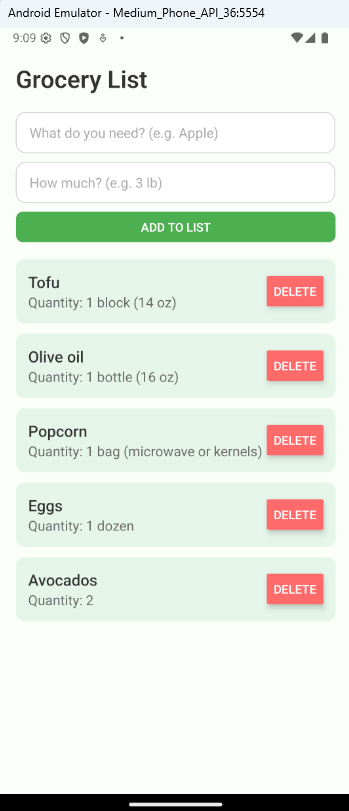 Android Emulator - Medium_Phone_API_36:5554
9:09
Grocery List
What do you need? (e.g. Apple)
How much? (e.g. 3 lb)
ADD TO LIST
Tofu
Quantity: 1 block (14 oz)
DELETE
Olive oil
Quantity: 1 bottle (16 oz)
DELETE
Popcorn
Quantity: 1 bag (microwave or kernels)
DELETE
Eggs
Quantity: 1 dozen
DELETE
Avocados
Quantity: 2
DELETE